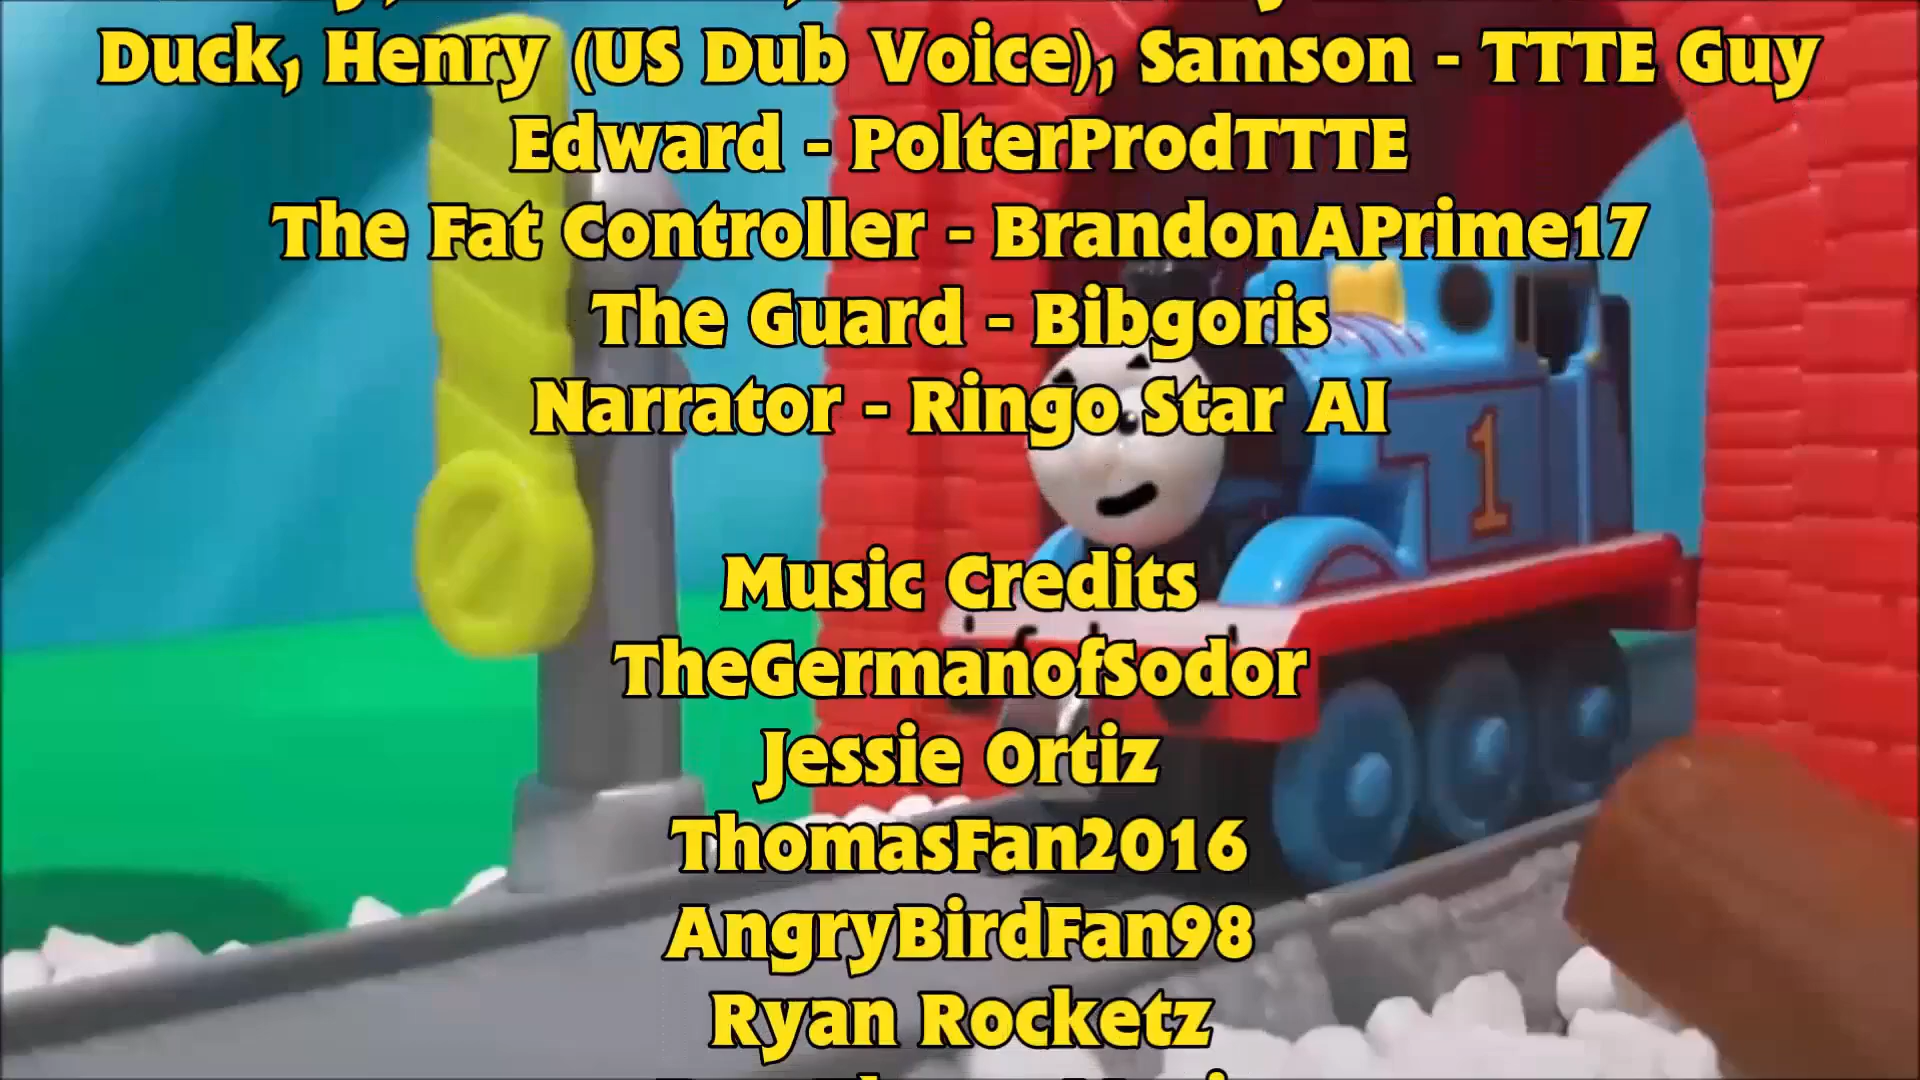 Duck, Henry (US Dub Voice), Samson - TTTE Guy
Edward - PolterProdTTTE
The Fat Controller - BrandonAPrime17
The Guard - Bibgoris
Narrator - Ringo Star AI
Music Credits
TheGermanofSodor
Jessie Ortiz
ThomasFan2016
AngryBirdFan98
Ryan Rocketz
1